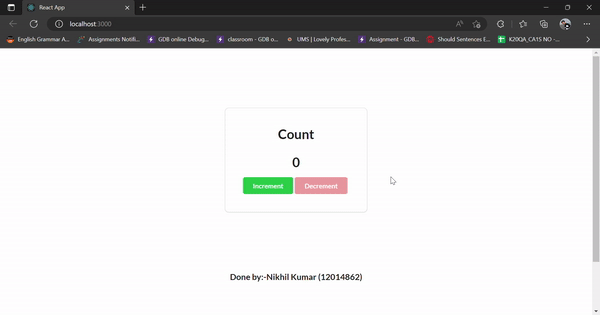 React App
localhost:3000
English Grammar A...
Assignments Notifi...
GDB online Debug...
classroom - GDB o...
UMS | Lovely Profes...
Assignment - GDB...
Should Sentences E...
K20QA_CA1S NO -...
Count
0
Increment Decrement
Done by:-Nikhil Kumar (12014862)